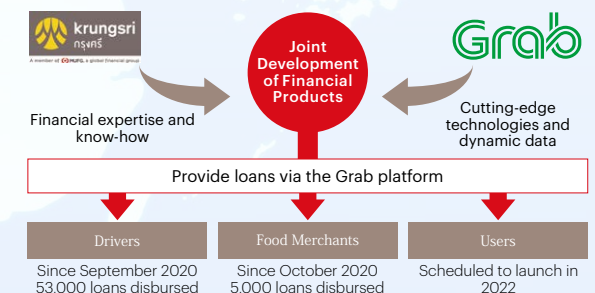 krungsri
กรุงศรี
A member of MUFG, a global financial group
Grab
Joint
Development
of Financial
Products
Financial expertise and
know-how
Cutting-edge
technologies and
dynamic data
Provide loans via the Grab platform
Drivers
Food Merchants
Users
Since September 2020
53,000 loans disbursed
Since October 2020
5,000 loans disbursed
Scheduled to launch in
2022